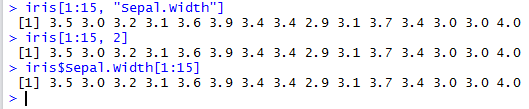 > iris[1:15, "Sepal.Width"]
[1] 3.5 3.0 3.2 3.1 3.6 3.9 3.4 3.4 2.9 3.1 3.7 3.4 3.0 3.0 4.0
> iris[1:15, 2]
[1] 3.5 3.0 3.2 3.1 3.6 3.9 3.4 3.4 2.9 3.1 3.7 3.4 3.0 3.0 4.0
> iris$Sepal.Width[1:15]
[1] 3.5 3.0 3.2 3.1 3.6 3.9 3.4 3.4 2.9 3.1 3.7 3.4 3.0 3.0 4.0
>